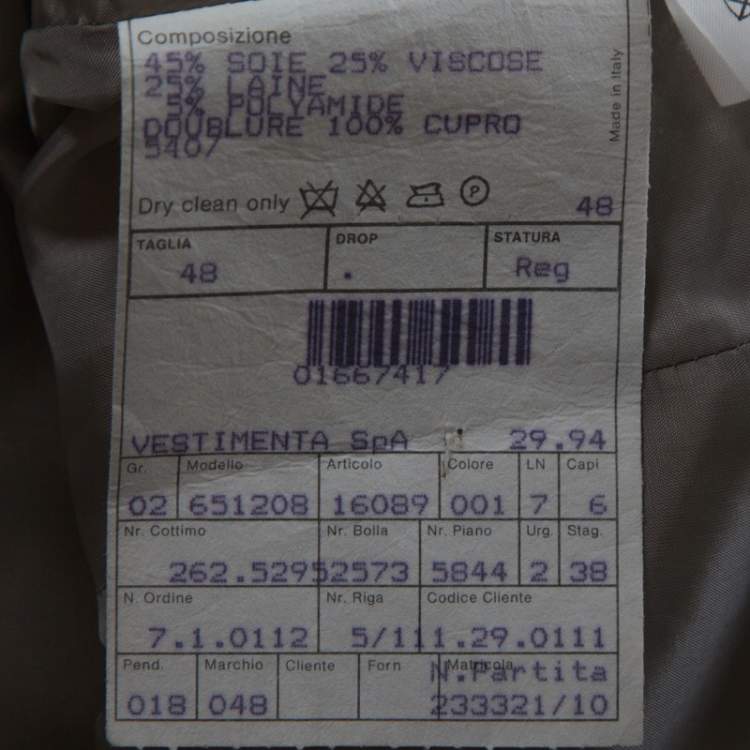 Composizione
45% SOIE 25% VISCOSE
25% LAINE
5% POLYAMIDE
DOUBLURE 100% CUPRO
5407
Made in Italy
Dry clean only P 48
TAGLIA DROP STATURA
48 . Reg
01667417
VESTIMENTA SpA 29.94
Gr. Modello Articolo Colore LN Capi
02 651208 16089 001 7 6
Nr. Cottimo Nr. Bolla Nr. Piano Urg. Stag.
262.52952573 5844 2 38
N. Ordine Nr. Riga Codice Cliente
7.1.0112 5/111.29.0111
Pend. Marchio Cliente Forn Matricola
N.Partita
018 048 233321/10